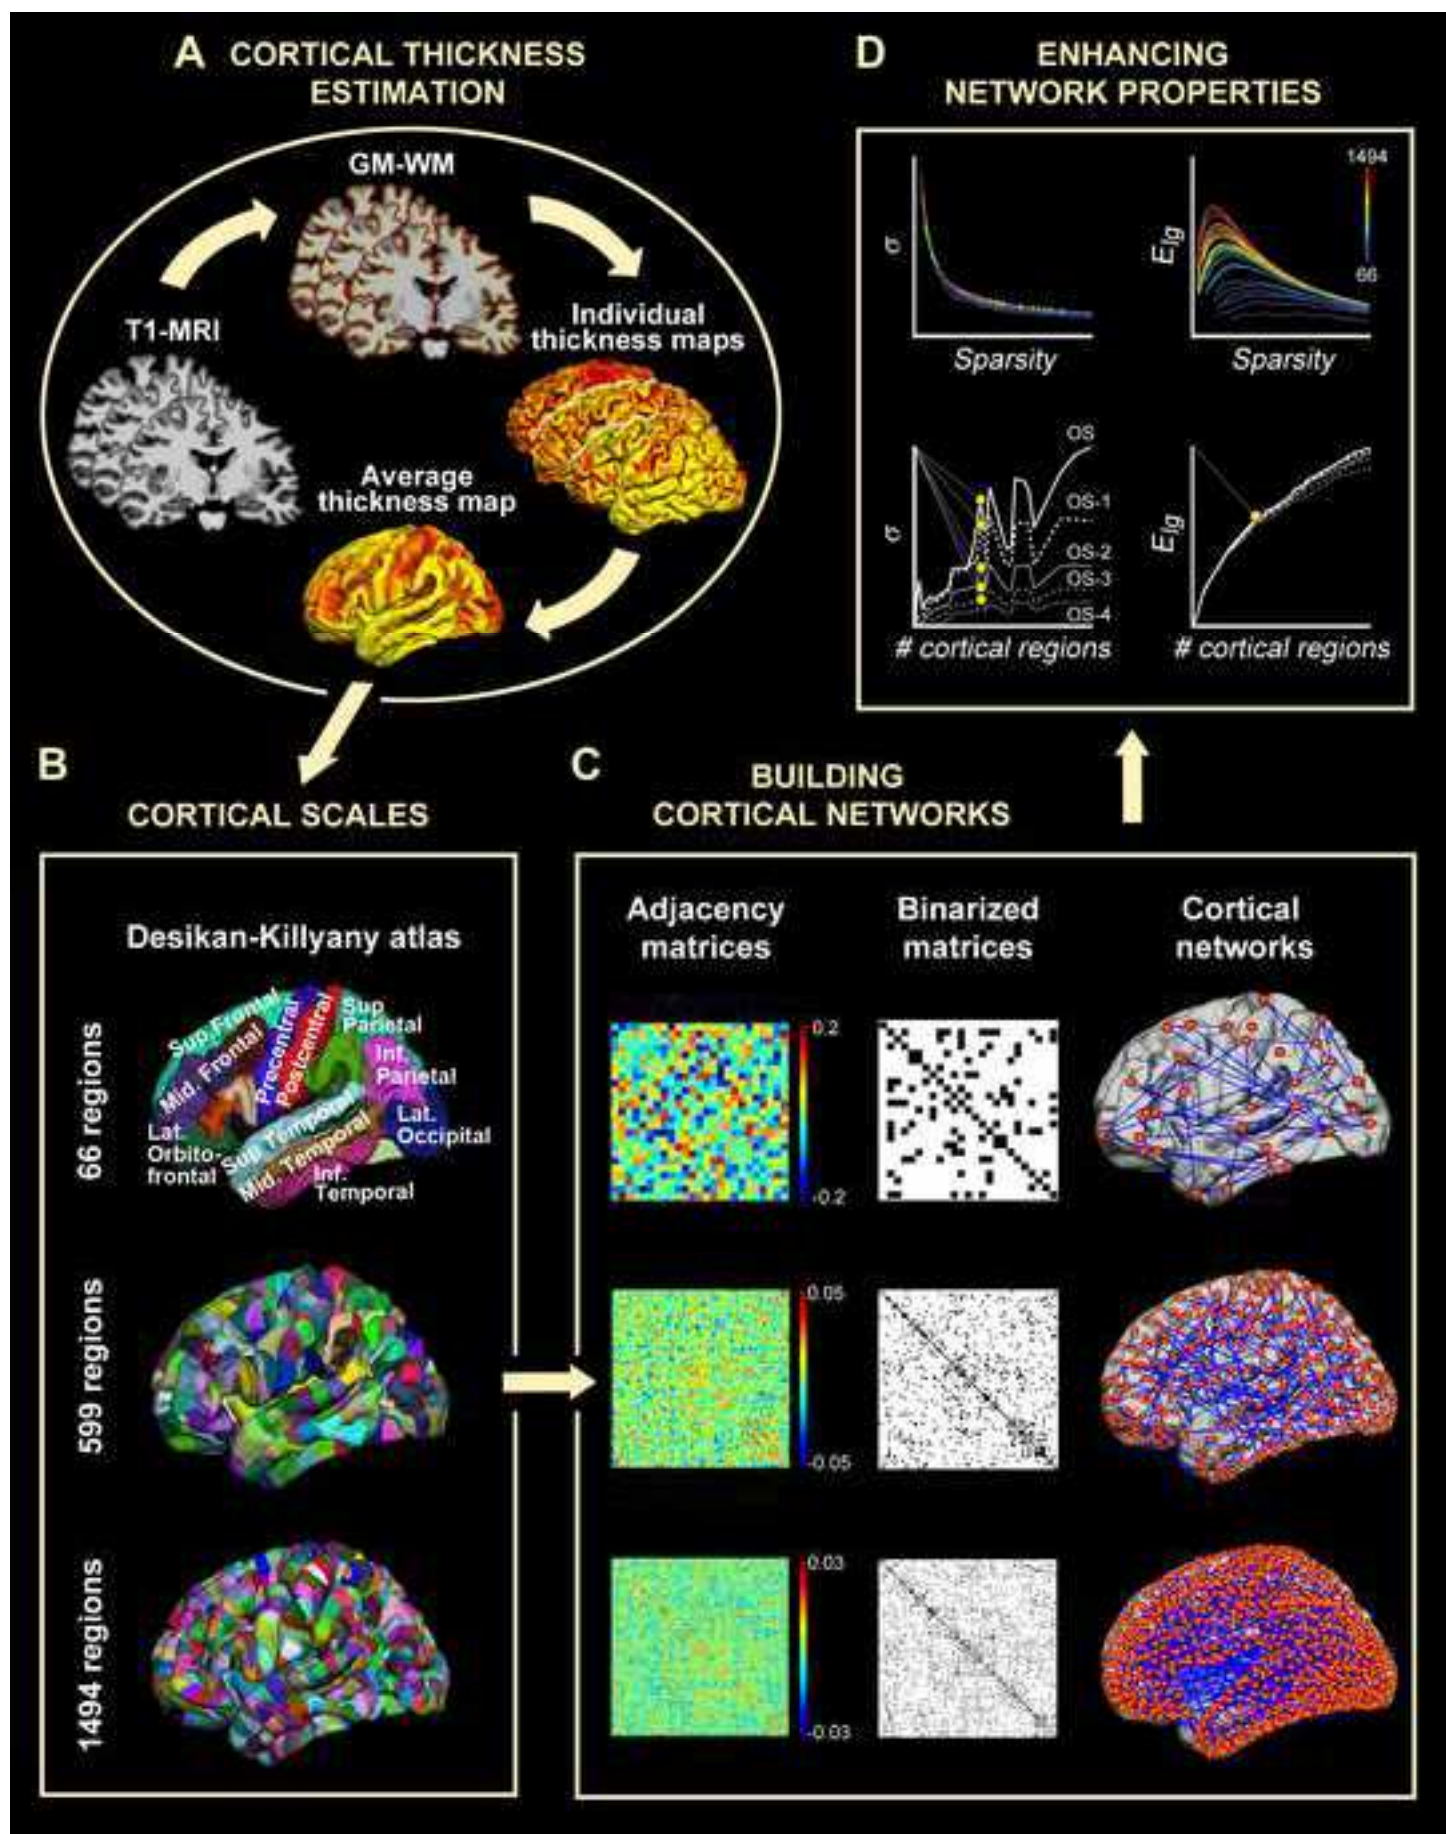 A CORTICAL THICKNESS
ESTIMATION
GM-WM
T1-MRI
Individual
thickness maps
Average
thickness map
B
CORTICAL SCALES
Desikan-Killyany atlas
66 regions
Sup.Frontal
Mid. Frontal
Precentral
Postcentral
Sup
Parietal
Inf.
Parietal
Lat.
Occipital
Lat.
Orbito-
frontal
Sup Temporal
Mid. Temporal
Inf.
Temporal
599 regions
1494 regions
C
BUILDING
CORTICAL NETWORKS
Adjacency
matrices
Binarized
matrices
Cortical
networks
0.2
-0.2
0.05
-0.05
0.03
-0.03
D
ENHANCING
NETWORK PROPERTIES
σ
Sparsity
Elg
Sparsity
1494
66
σ
OS
OS-1
OS-2
OS-3
OS-4
# cortical regions
Elg
# cortical regions